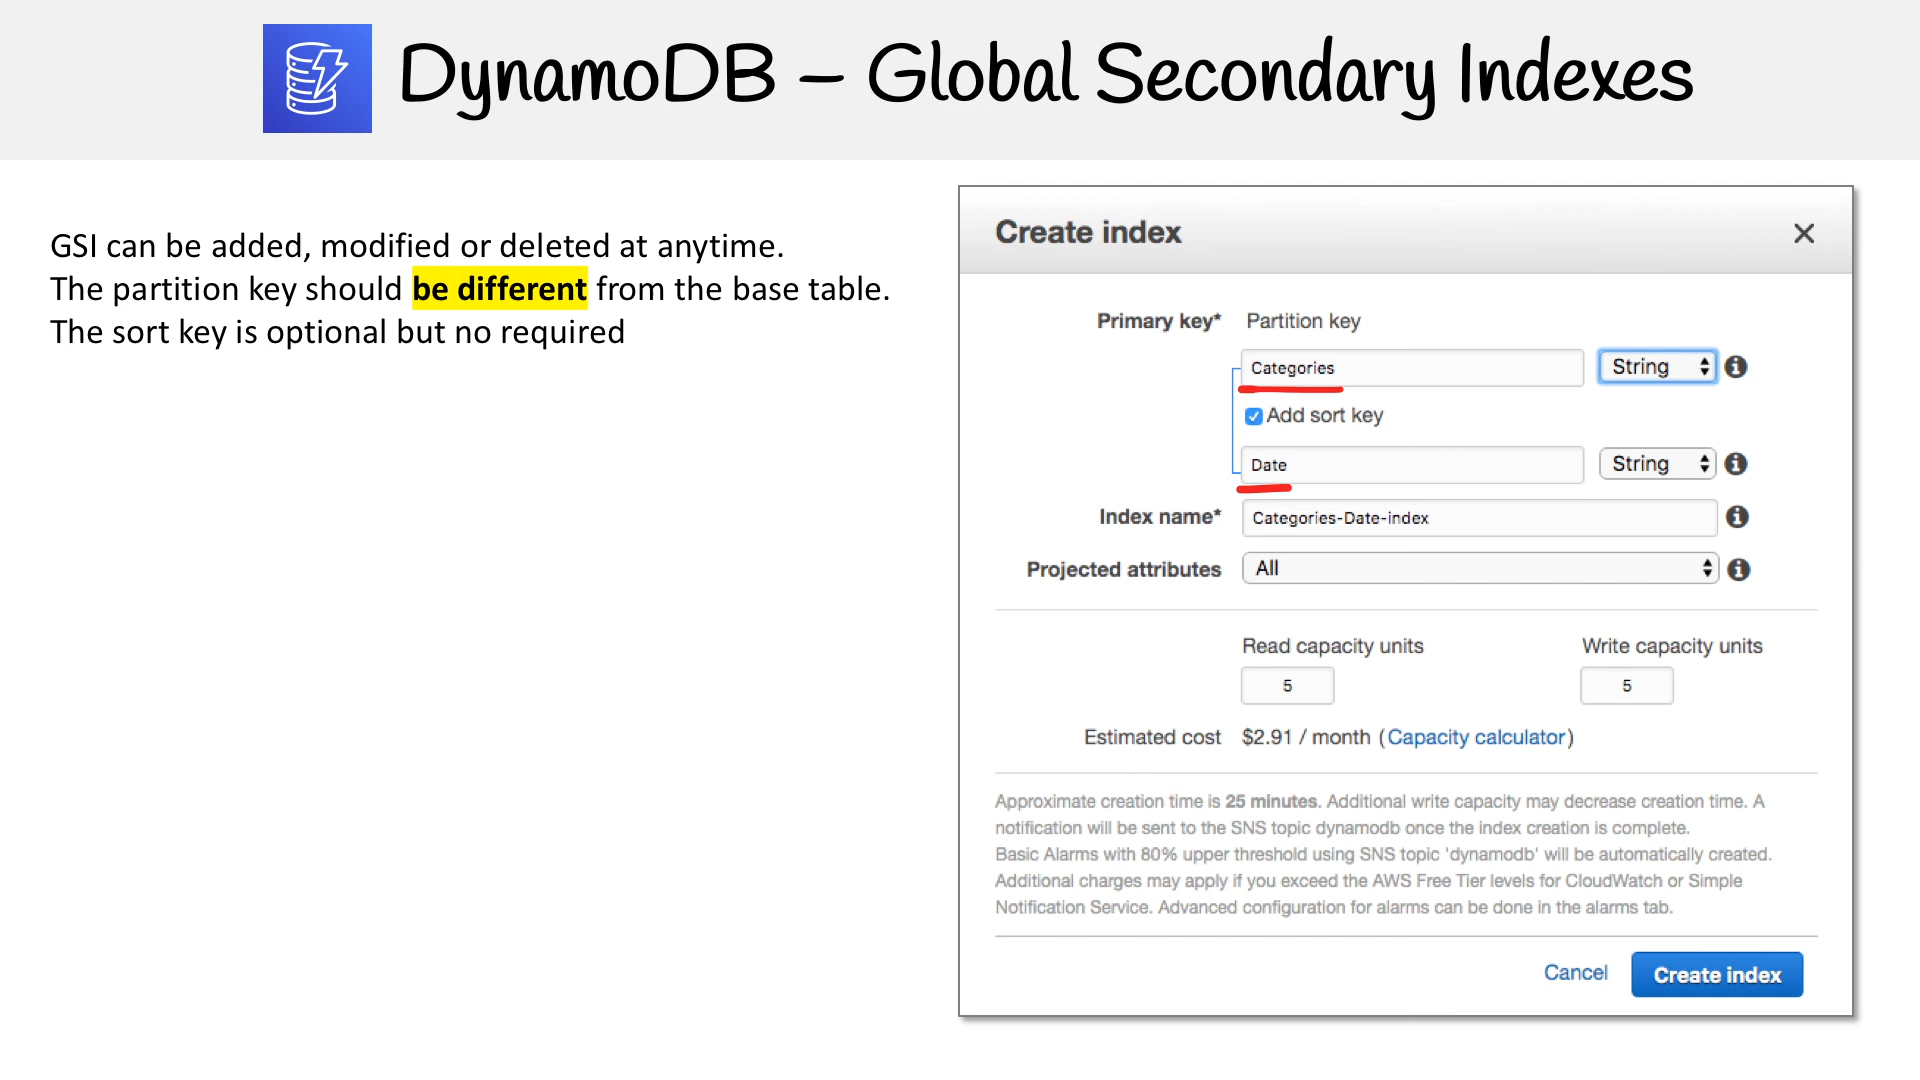 DynamoDB – Global Secondary Indexes
GSI can be added, modified or deleted at anytime.
The partition key should be different from the base table.
The sort key is optional but no required
Create index
Primary key* Partition key
Categories String
Add sort key
Date String
Index name* Categories-Date-index
Projected attributes All
Read capacity units Write capacity units
5 5
Estimated cost $2.91 / month (Capacity calculator)
Approximate creation time is 25 minutes. Additional write capacity may decrease creation time. A
notification will be sent to the SNS topic dynamodb once the index creation is complete.
Basic Alarms with 80% upper threshold using SNS topic 'dynamodb' will be automatically created.
Additional charges may apply if you exceed the AWS Free Tier levels for CloudWatch or Simple
Notification Service. Advanced configuration for alarms can be done in the alarms tab.
Cancel Create index